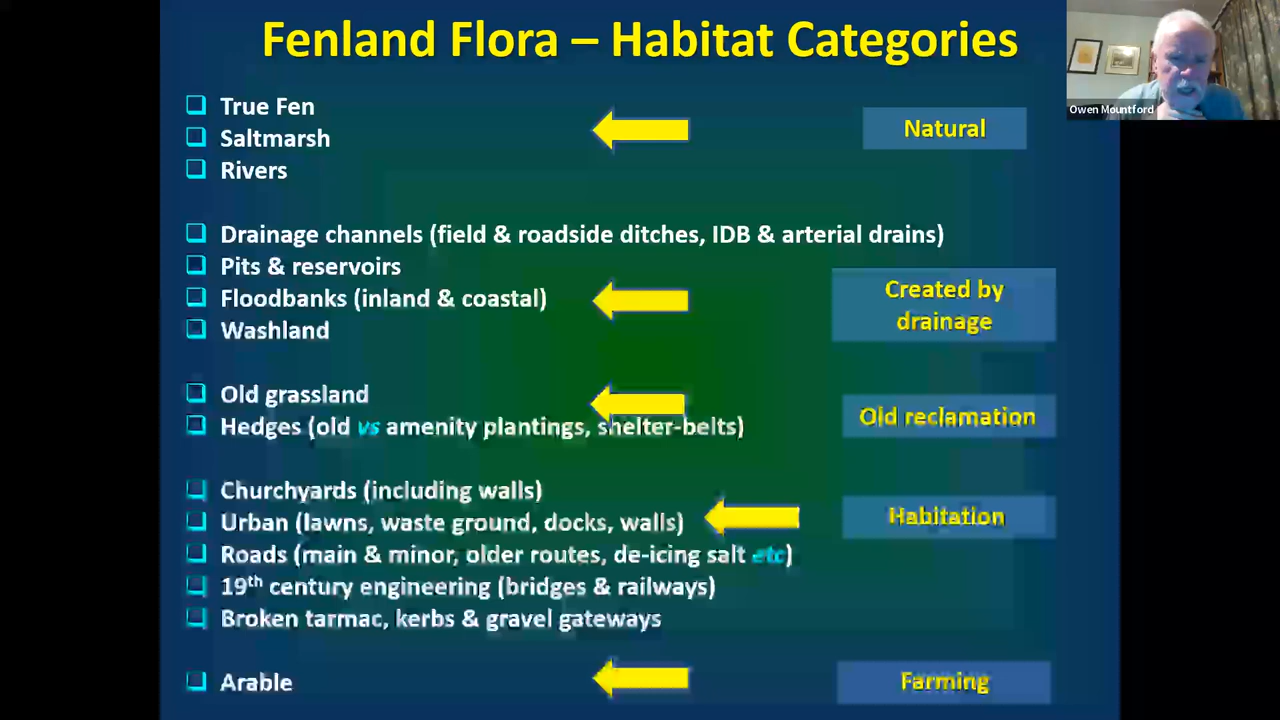 Fenland Flora – Habitat Categories
Owen Mountford
True Fen
Saltmarsh
Rivers
Natural
Drainage channels (field & roadside ditches, IDB & arterial drains)
Pits & reservoirs
Floodbanks (inland & coastal)
Washland
Created by
drainage
Old grassland
Hedges (old vs amenity plantings, shelter-belts)
Old reclamation
Churchyards (including walls)
Urban (lawns, waste ground, docks, walls)
Roads (main & minor, older routes, de-icing salt etc)
19th century engineering (bridges & railways)
Broken tarmac, kerbs & gravel gateways
Habitation
Arable
Farming